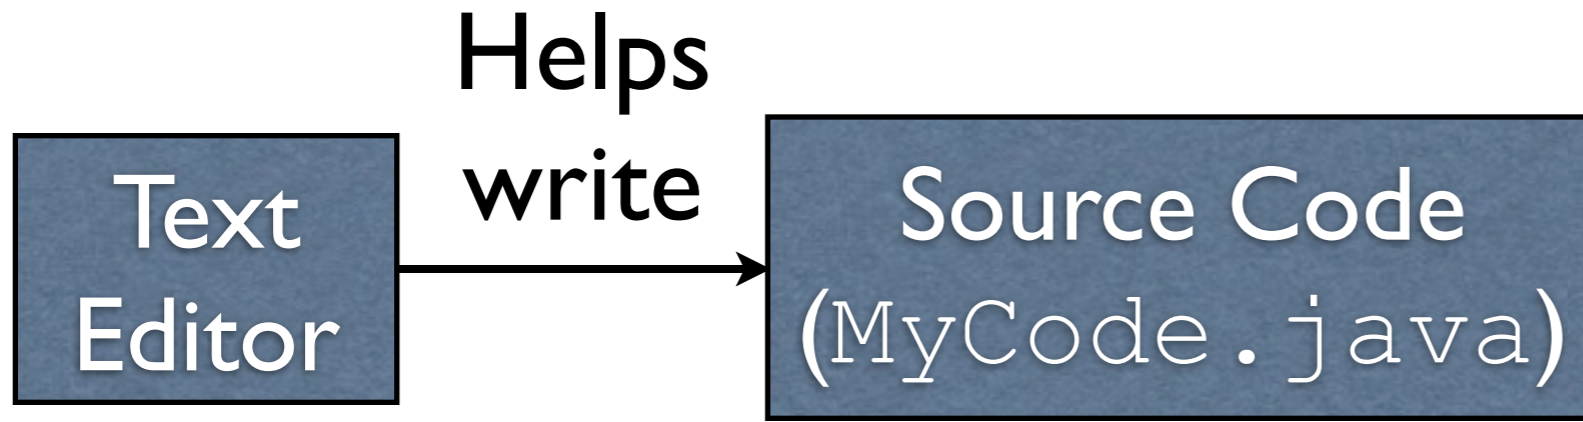 Text
Editor
Helps
write
Source Code
(MyCode.java)